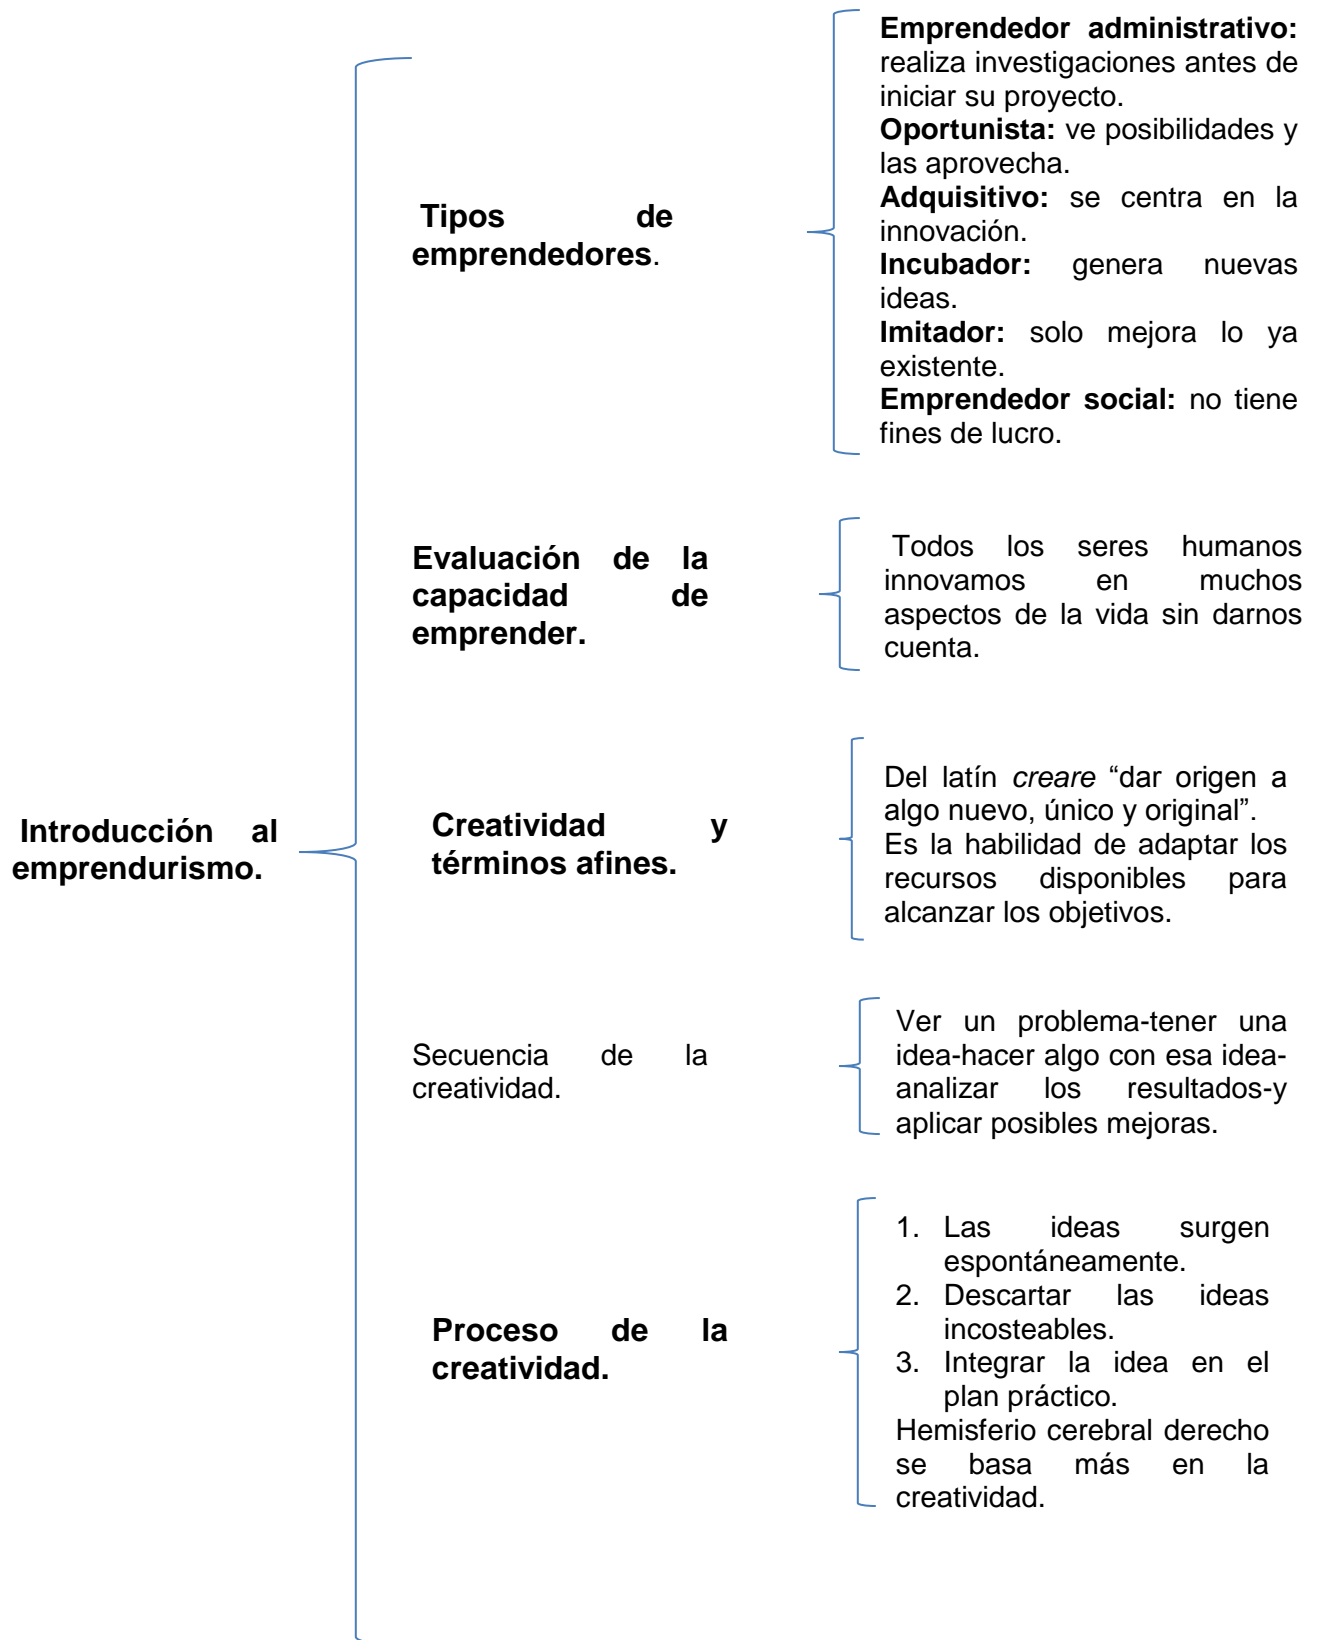 Introducción al
emprendurismo.
Tipos de
emprendedores.
Emprendedor administrativo:
realiza investigaciones antes de
iniciar su proyecto.
Oportunista: ve posibilidades y
las aprovecha.
Adquisitivo: se centra en la
innovación.
Incubador: genera nuevas
ideas.
Imitador: solo mejora lo ya
existente.
Emprendedor social: no tiene
fines de lucro.
Evaluación de la
capacidad de
emprender.
Todos los seres humanos
innovamos en muchos
aspectos de la vida sin darnos
cuenta.
Creatividad y
términos afines.
Del latín creare “dar origen a
algo nuevo, único y original”.
Es la habilidad de adaptar los
recursos disponibles para
alcanzar los objetivos.
Secuencia de la
creatividad.
Ver un problema-tener una
idea-hacer algo con esa idea-
analizar los resultados-y
aplicar posibles mejoras.
Proceso de la
creatividad.
1. Las ideas surgen
espontáneamente.
2. Descartar las ideas
incosteables.
3. Integrar la idea en el
plan práctico.
Hemisferio cerebral derecho
se basa más en la
creatividad.